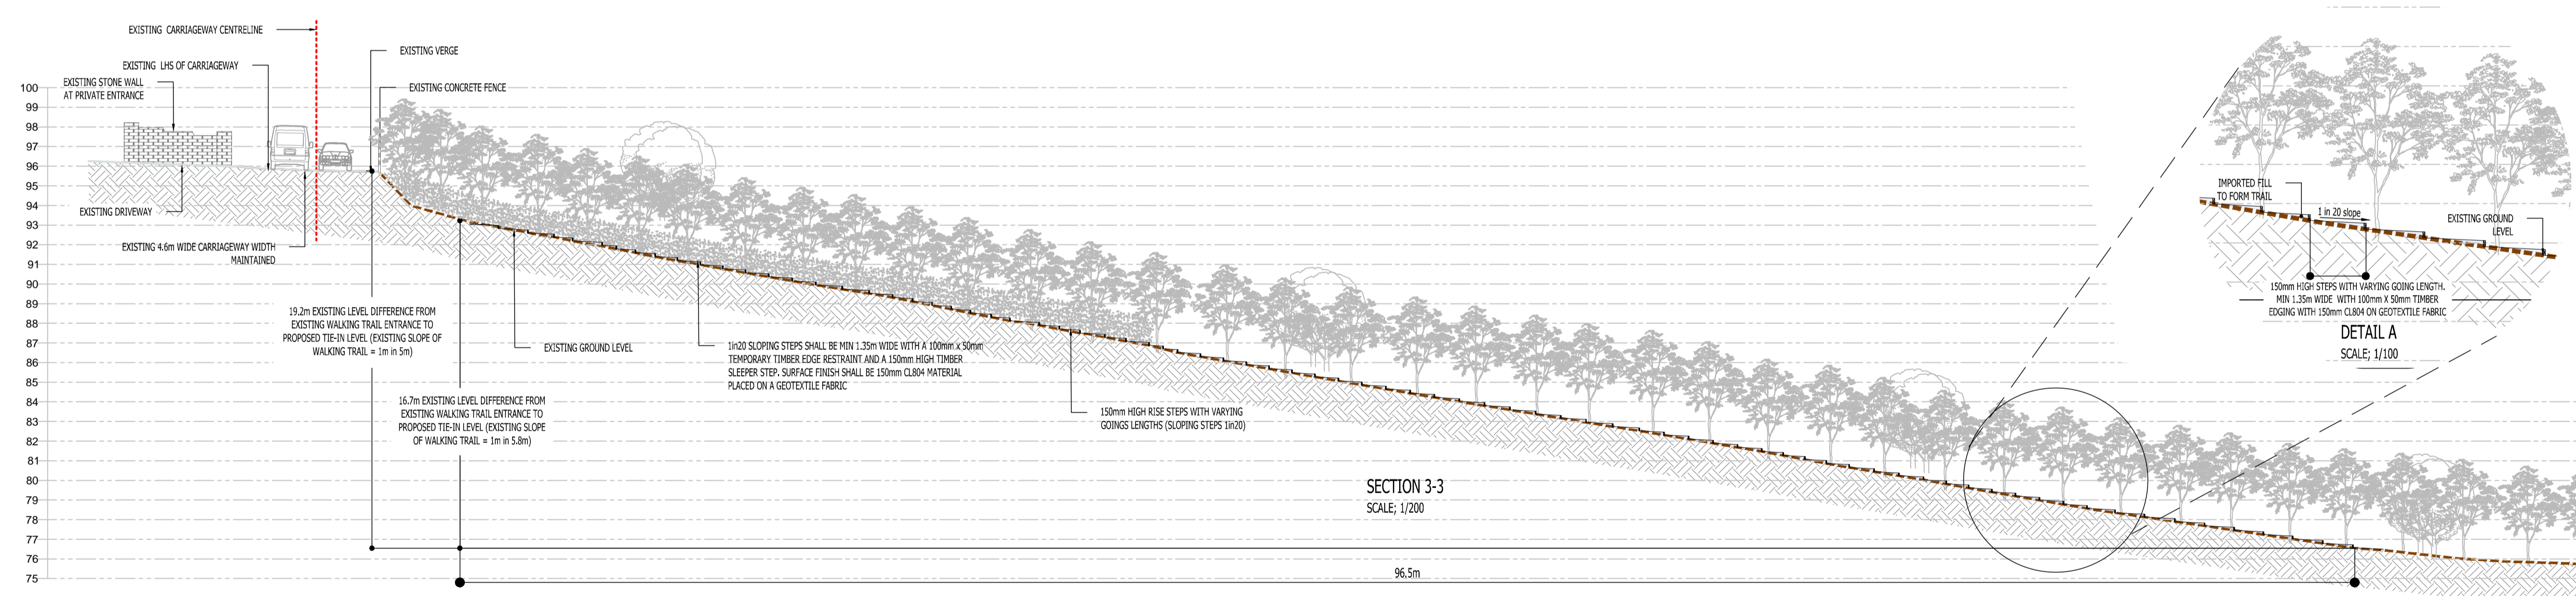 EXISTING CARRIAGEWAY CENTRELINE
EXISTING VERGE
EXISTING LHS OF CARRIAGEWAY
EXISTING STONE WALL
AT PRIVATE ENTRANCE
EXISTING CONCRETE FENCE
100
99
98
97
96
95
94
93
92
91
90
89
88
87
86
85
84
83
82
81
80
79
78
77
76
75
EXISTING DRIVEWAY
EXISTING 4.6m WIDE CARRIAGEWAY WIDTH
MAINTAINED
19.2m EXISTING LEVEL DIFFERENCE FROM
EXISTING WALKING TRAIL ENTRANCE TO
PROPOSED TIE-IN LEVEL (EXISTING SLOPE OF
WALKING TRAIL = 1m in 5m)
16.7m EXISTING LEVEL DIFFERENCE FROM
EXISTING WALKING TRAIL ENTRANCE TO
PROPOSED TIE-IN LEVEL (EXISTING SLOPE
OF WALKING TRAIL = 1m in 5.8m)
EXISTING GROUND LEVEL
1in20 SLOPING STEPS SHALL BE MIN 1.35m WIDE WITH A 100mm x 50mm
TEMPORARY TIMBER EDGE RESTRAINT AND A 150mm HIGH TIMBER
SLEEPER STEP. SURFACE FINISH SHALL BE 150mm CL804 MATERIAL
PLACED ON A GEOTEXTILE FABRIC
150mm HIGH RISE STEPS WITH VARYING
GOINGS LENGTHS (SLOPING STEPS 1in20)
SECTION 3-3
SCALE; 1/200
96.5m
IMPORTED FILL
TO FORM TRAIL
1 in 20 slope
EXISTING GROUND
LEVEL
150mm HIGH STEPS WITH VARYING GOING LENGTH.
MIN 1.35m WIDE WITH 100mm X 50mm TIMBER
EDGING WITH 150mm CL804 ON GEOTEXTILE FABRIC
DETAIL A
SCALE; 1/100